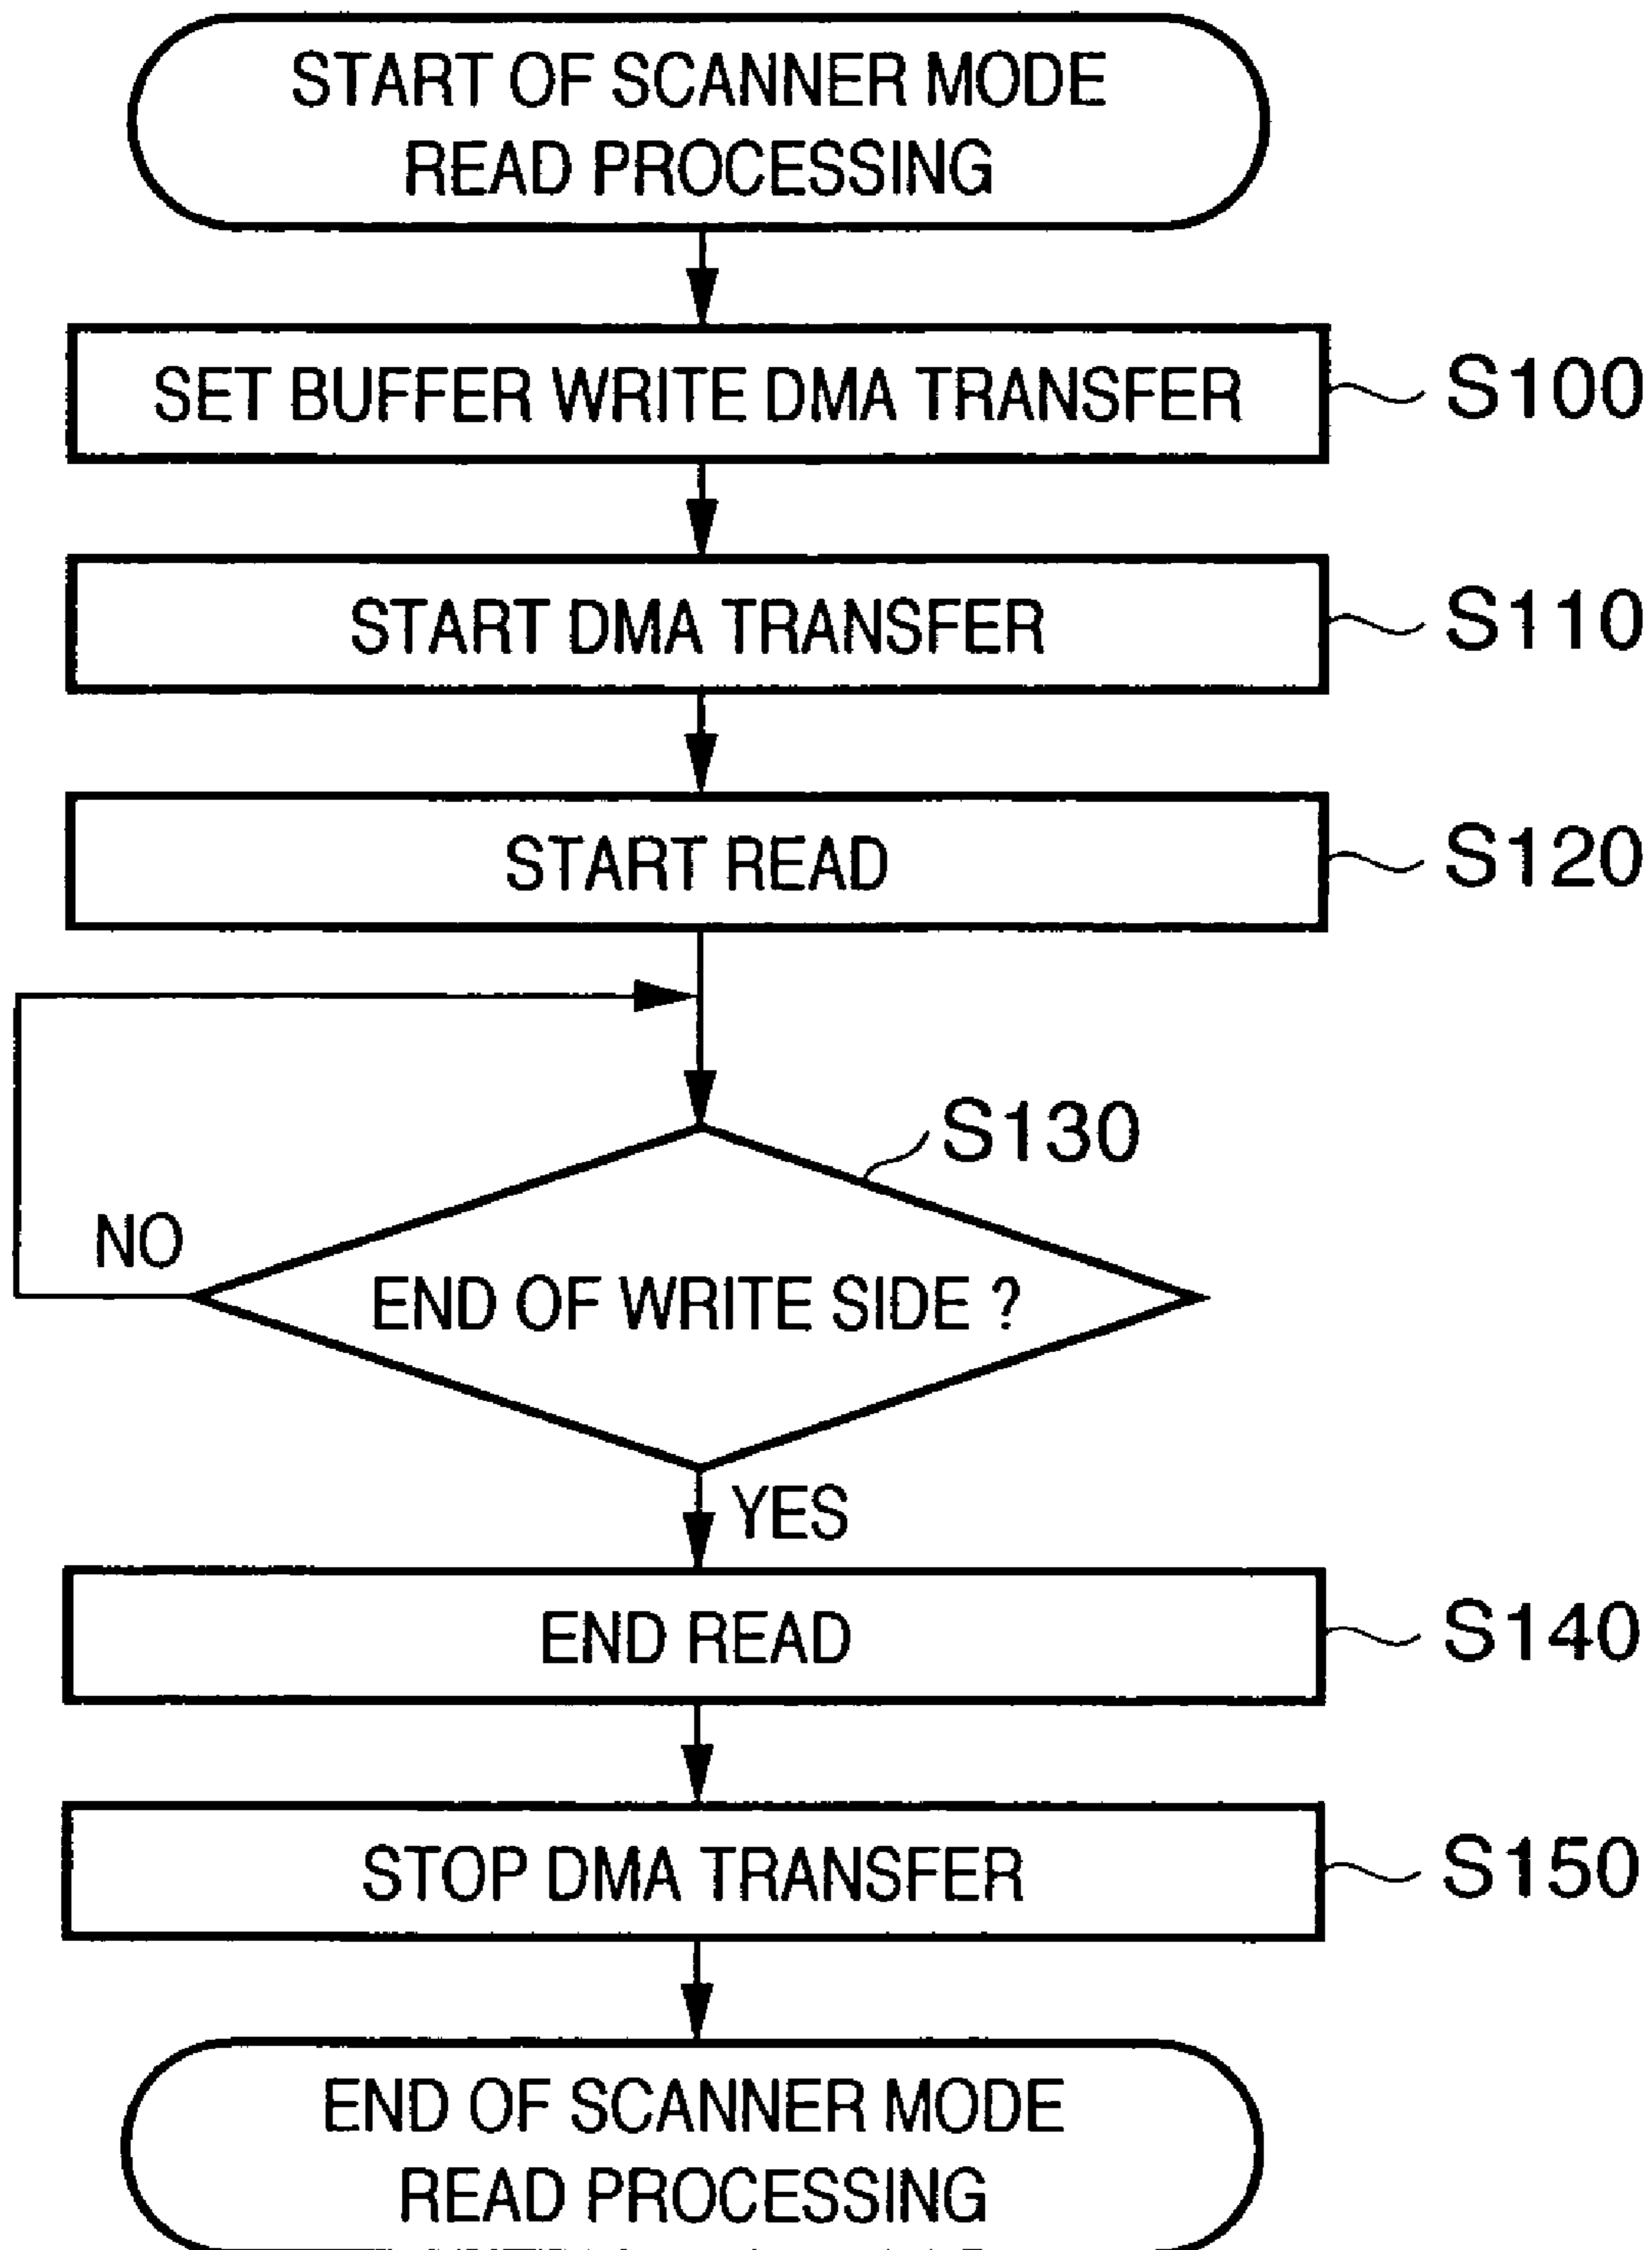 START OF SCANNER MODE
READ PROCESSING
SET BUFFER WRITE DMA TRANSFER
S100
START DMA TRANSFER
S110
START READ
S120
S130
NO
END OF WRITE SIDE ?
YES
END READ
S140
STOP DMA TRANSFER
S150
END OF SCANNER MODE
READ PROCESSING